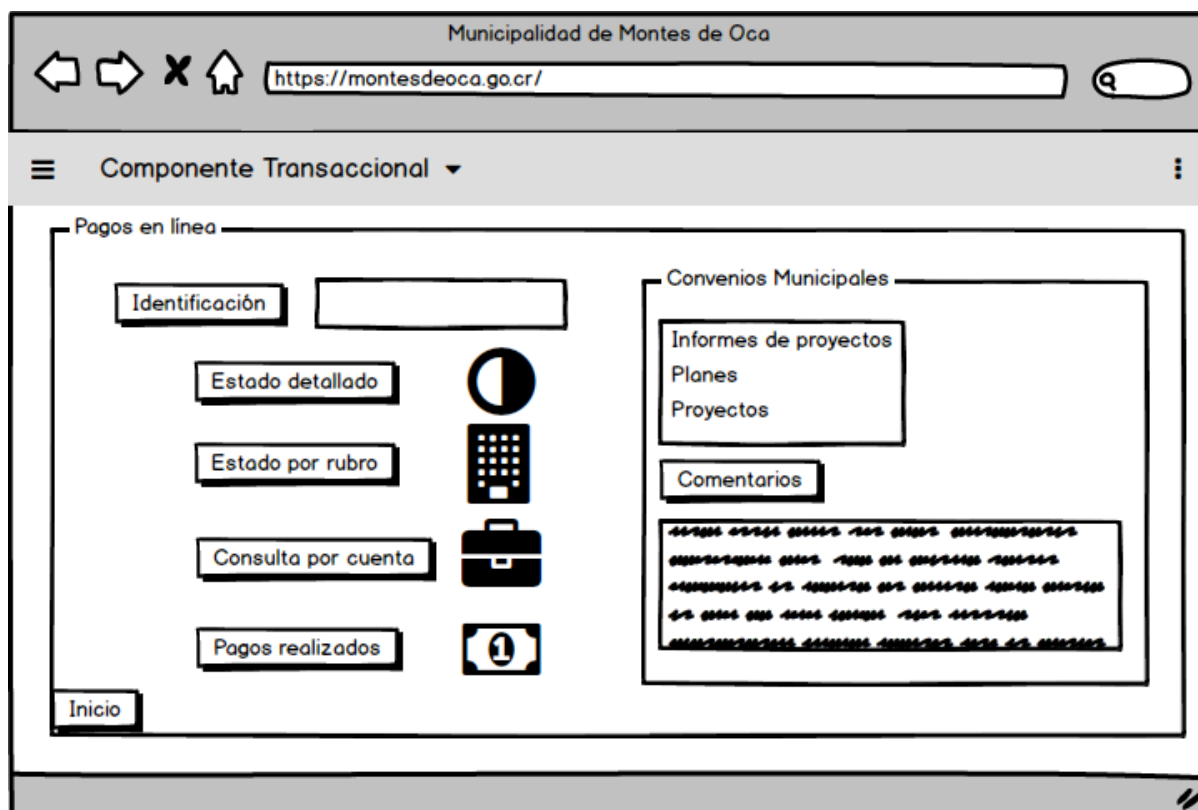 Municipalidad de Montes de Oca
https://montesdeoca.go.cr/
Componente Transaccional
Pagos en línea
Identificación
Estado detallado
Estado por rubro
Consulta por cuenta
Pagos realizados
1
Inicio
Convenios Municipales
Informes de proyectos
Planes
Proyectos
Comentarios